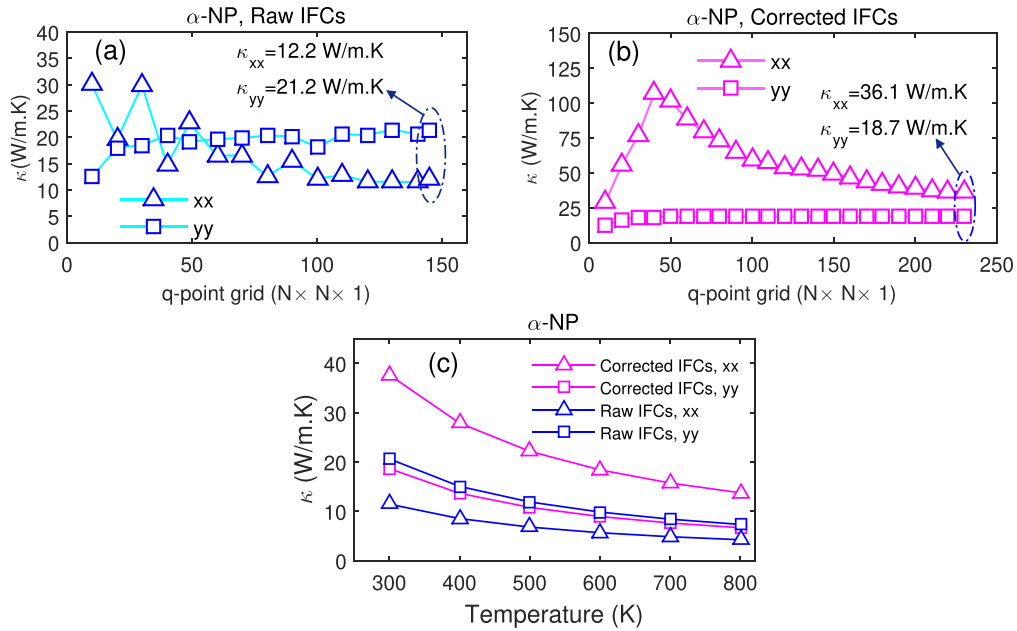 α-NP, Raw IFCs
(a)
κxx=12.2 W/m.K
κyy=21.2 W/m.K
xx
yy
κ(W/m.K)
40
35
30
25
20
15
10
5
0
0 50 100 150
q-point grid (N× N× 1)
α-NP, Corrected IFCs
(b)
xx
yy
κxx=36.1 W/m.K
κyy=18.7 W/m.K
κ (W/m.K)
150
125
100
75
50
25
0
0 50 100 150 200 250
q-point grid (N× N× 1)
α-NP
(c)
Corrected IFCs, xx
Corrected IFCs, yy
Raw IFCs, xx
Raw IFCs, yy
κ (W/m.K)
40
30
20
10
0
300 400 500 600 700 800
Temperature (K)